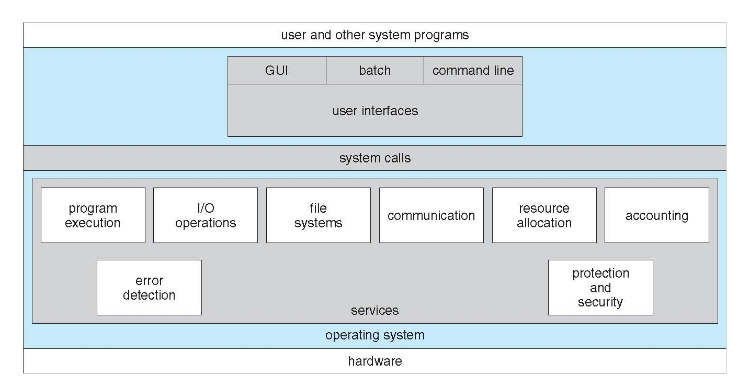 user and other system programs
GUI
batch
command line
user interfaces
system calls
program
execution
I/O
operations
file
systems
communication
resource
allocation
accounting
error
detection
protection
and
security
services
operating system
hardware